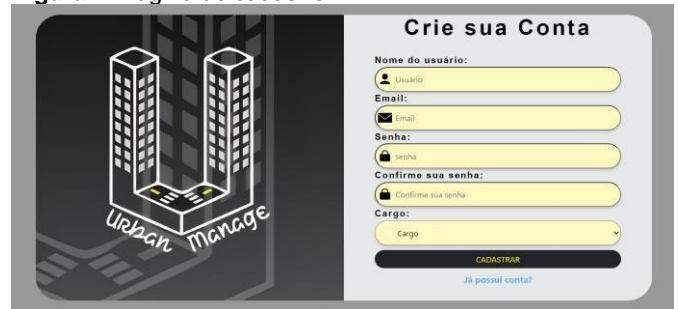 Crie sua Conta
Nome do usuário:
Usuário
Email:
Email
Senha:
senha
Confirme sua senha:
Confirme sua senha
Cargo:
Cargo
CADASTRAR
Já possui conta?
Urban Manage